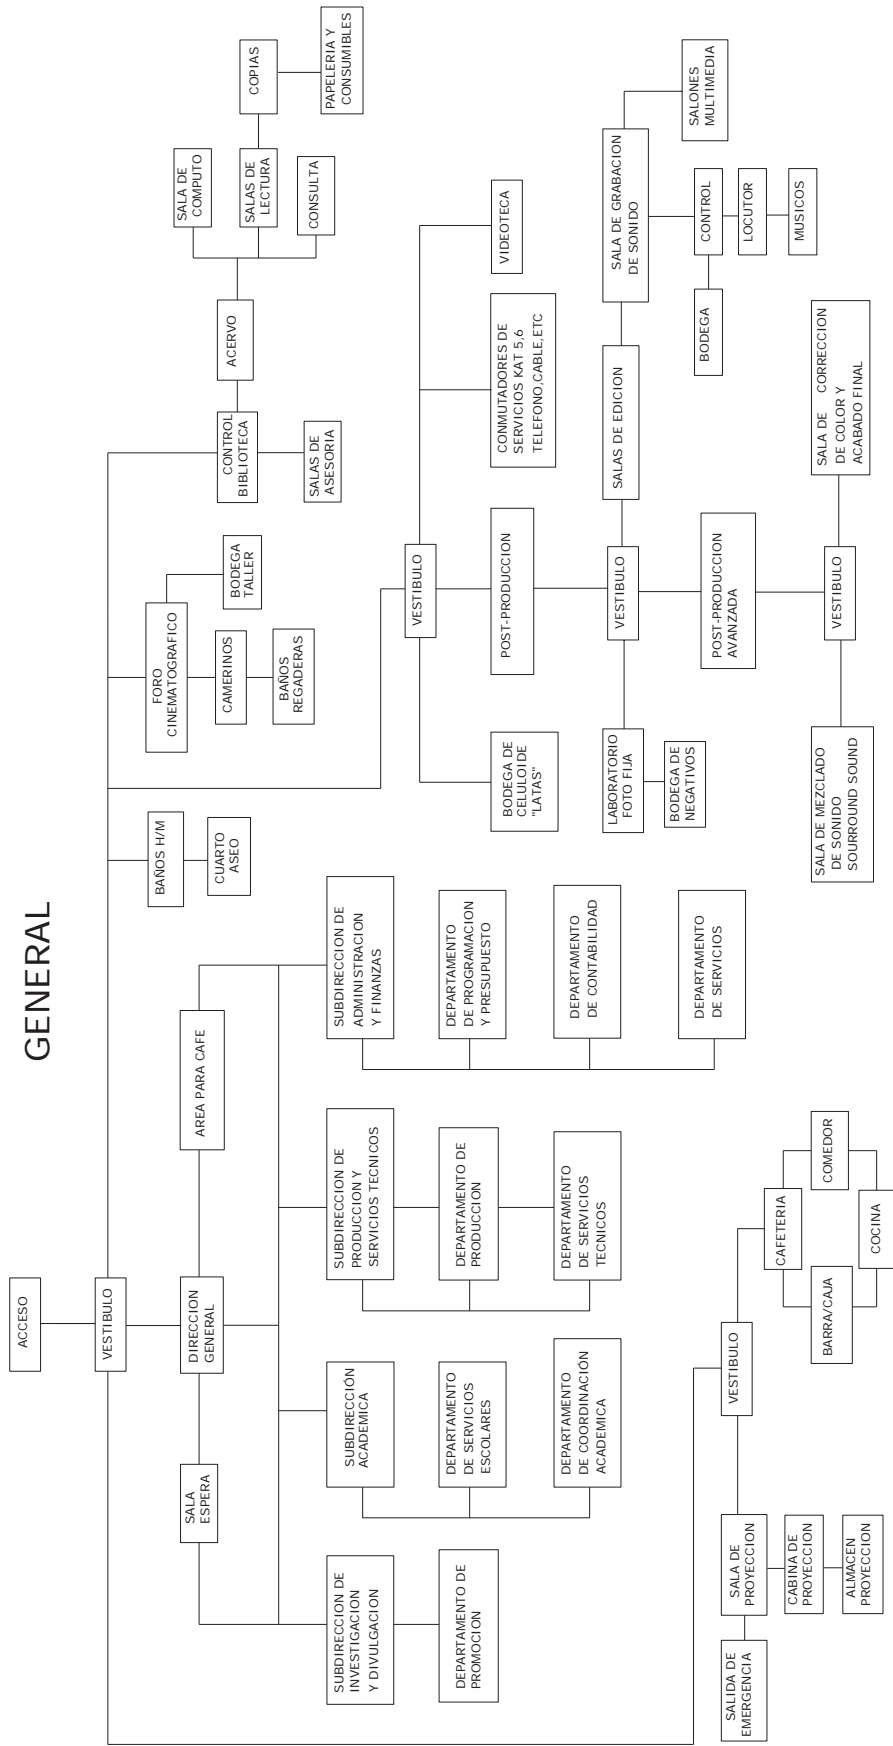 GENERAL
ACCESO
VESTIBULO
SALA
ESPERA
DIRECCION
GENERAL
AREA PARA CAFE
SUBDIRECCION DE
INVESTIGACION
Y DIVULGACION
DEPARTAMENTO DE
PROMOCION
SUBDIRECCIÓN
ACADEMICA
DEPARTAMENTO
DE SERVICIOS
ESCOLARES
DEPARTAMENTO
DE COORDINACIÓN
ACADEMICA
SUBDIRECCION DE
PRODUCCION Y
SERVICIOS TECNICOS
DEPARTAMENTO DE
PRODUCCION
DEPARTAMENTO
DE SERVICIOS
TECNICOS
SUBDIRECCION DE
ADMINISTRACION
Y FINANZAS
DEPARTAMENTO
DE PROGRAMACION
Y PRESUPUESTO
DEPARTAMENTO
DE CONTABILIDAD
DEPARTAMENTO
DE SERVICIOS
BAÑOS H/M
CUARTO
ASEO
FORO
CINEMATOGRAFICO
BODEGA
TALLER
CAMERINOS
BAÑOS
REGADERAS
CONTROL
BIBLIOTECA
SALAS DE
ASESORIA
ACERVO
SALA DE
COMPUTO
SALAS DE
LECTURA
CONSULTA
COPIAS
PAPELERIA Y
CONSUMIBLES
VESTIBULO
BODEGA DE
CELULOIDE
"LATAS"
POST-PRODUCCION
CONMUTADORES DE
SERVICIOS KAT 5,6
TELEFONO,CABLE,ETC
VIDEOTECA
LABORATORIO
FOTO FIJA
BODEGA DE
NEGATIVOS
VESTIBULO
SALAS DE EDICION
SALA DE GRABACION
DE SONIDO
SALONES
MULTIMEDIA
BODEGA
CONTROL
LOCUTOR
MUSICOS
POST-PRODUCCION
AVANZADA
SALA DE MEZCLADO
DE SONIDO
SOURROUND SOUND
VESTIBULO
SALA DE CORRECCION
DE COLOR Y
ACABADO FINAL
SALIDA DE
EMERGENCIA
SALA DE
PROYECCION
CABINA DE
PROYECCION
ALMACEN
PROYECCION
VESTIBULO
CAFETERIA
BARRA/CAJA
COMEDOR
COCINA